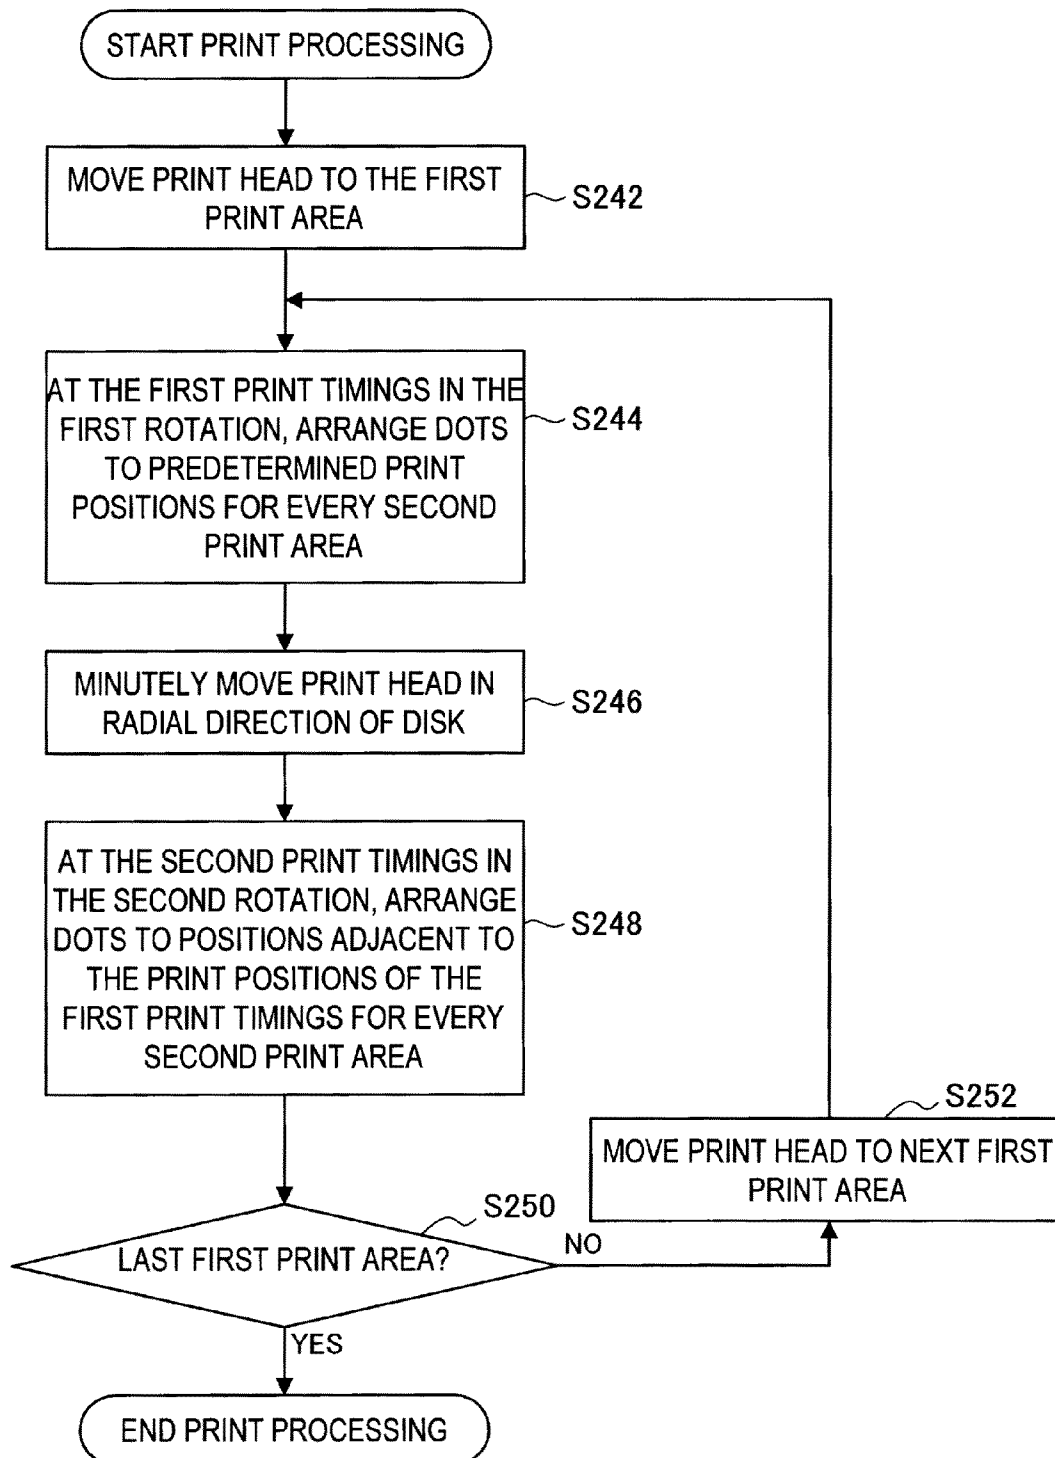 START PRINT PROCESSING
MOVE PRINT HEAD TO THE FIRST
PRINT AREA
S242
AT THE FIRST PRINT TIMINGS IN THE
FIRST ROTATION, ARRANGE DOTS
TO PREDETERMINED PRINT
POSITIONS FOR EVERY SECOND
PRINT AREA
S244
MINUTELY MOVE PRINT HEAD IN
RADIAL DIRECTION OF DISK
S246
AT THE SECOND PRINT TIMINGS IN
THE SECOND ROTATION, ARRANGE
DOTS TO POSITIONS ADJACENT TO
THE PRINT POSITIONS OF THE
FIRST PRINT TIMINGS FOR EVERY
SECOND PRINT AREA
S248
S252
MOVE PRINT HEAD TO NEXT FIRST
PRINT AREA
S250
LAST FIRST PRINT AREA?
NO
YES
END PRINT PROCESSING